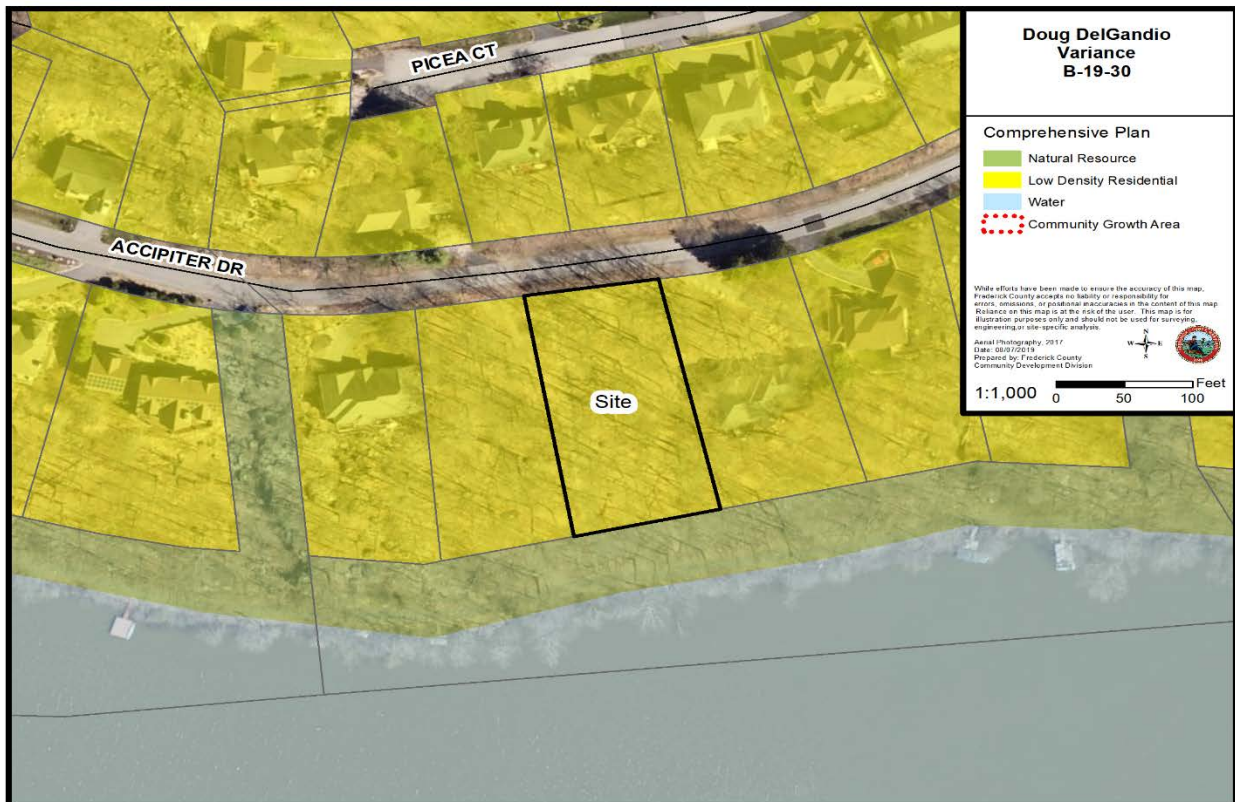 PICEA CT
ACCIPITER DR
Site
Doug DelGandio
Variance
B-19-30
Comprehensive Plan
Natural Resource
Low Density Residential
Water
Community Growth Area
While efforts have been made to ensure the accuracy of this map,
Frederick County accepts no liability or responsibility for
errors, omissions, or positional inaccuracies in the content of this map.
Reliance on this map is at the risk of the user. This map is for
illustration purposes only and should not be used for surveying,
engineering,or site-specific analysis.
Aerial Photography, 2017
Date: 08/07/2019
Prepared by: Frederick County
Community Development Division
N
W E
S
1:1,000 0 50 100 Feet